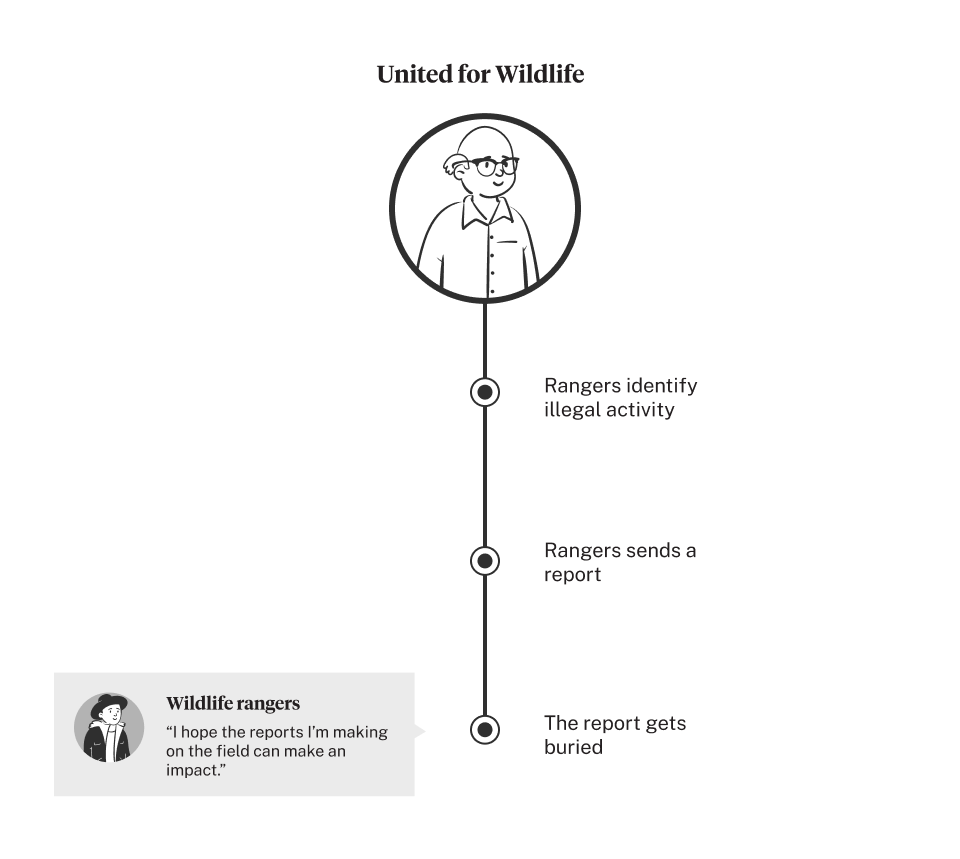 United for Wildlife
Rangers identify
illegal activity
Rangers sends a
report
The report gets
buried
Wildlife rangers
“I hope the reports I’m making
on the field can make an
impact.”